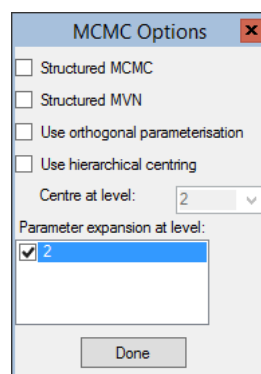 MCMC Options
Structured MCMC
Structured MVN
Use orthogonal parameterisation
Use hierarchical centring
Centre at level: 2
Parameter expansion at level:
2
Done